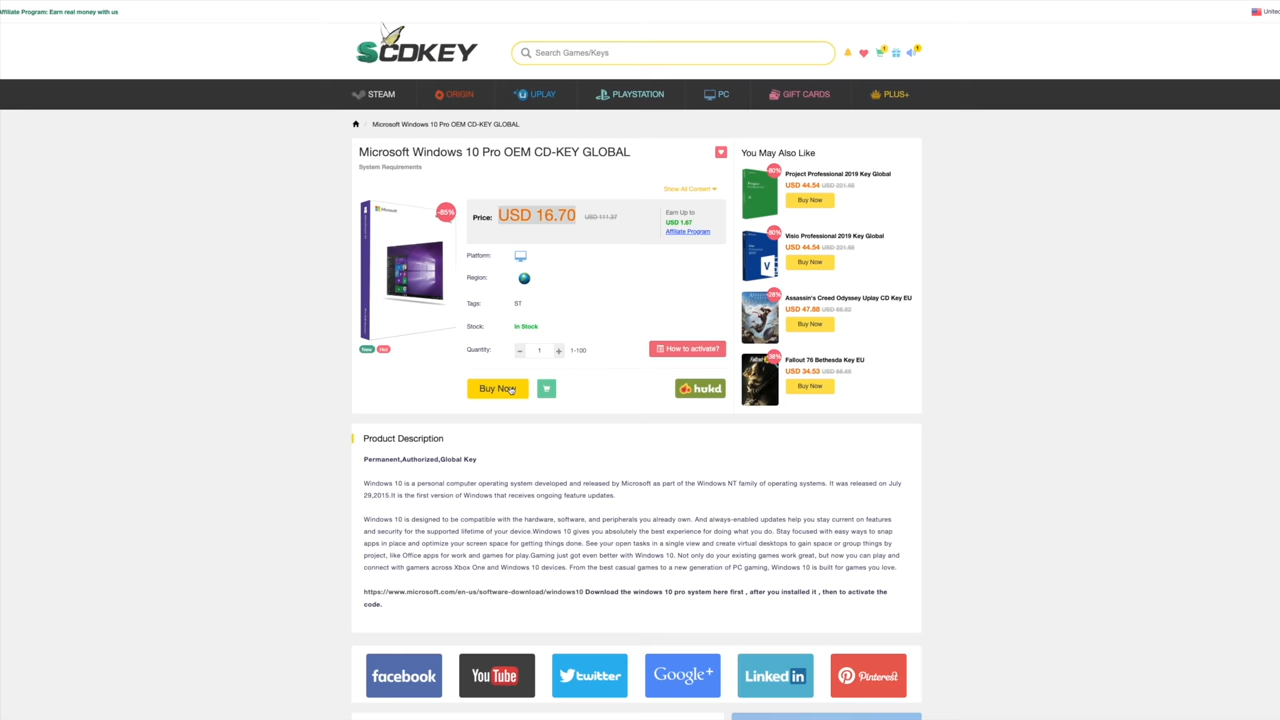 Affiliate Program: Earn real money with us
United
SCDKEY
Search Games/Keys
1
1
STEAM
ORIGIN
UPLAY
PLAYSTATION
PC
GIFT CARDS
PLUS+
/ Microsoft Windows 10 Pro OEM CD-KEY GLOBAL
Microsoft Windows 10 Pro OEM CD-KEY GLOBAL
System Requirements
Show All Content
Microsoft
-85%
Price: USD 16.70 USD 111.37
Earn Up to
USD 1.67
Affiliate Program
Platform:
Region:
Tags: ST
Stock: In Stock
Quantity: − 1 + 1-100
How to activate?
New Hot
Buy Now
hukd
You May Also Like
Project Professional 2019 Key Global
USD 44.54
Buy Now
Visio Professional 2019 Key Global
USD 44.54
Buy Now
Assassin's Creed Odyssey Uplay CD Key EU
USD 47.88
Buy Now
Fallout 76 Bethesda Key EU
USD 34.53
Buy Now
Product Description
Permanent,Authorized,Global Key
Windows 10 is a personal computer operating system developed and released by Microsoft as part of the Windows NT family of operating systems. It was released on July
29,2015.It is the first version of Windows that receives ongoing feature updates.
Windows 10 is designed to be compatible with the hardware, software, and peripherals you already own. And always-enabled updates help you stay current on features
and security for the supported lifetime of your device.Windows 10 gives you absolutely the best experience for doing what you do. Stay focused with easy ways to snap
apps in place and optimize your screen space for getting things done. See your open tasks in a single view and create virtual desktops to gain space or group things by
project, like Office apps for work and games for play.Gaming just got even better with Windows 10. Not only do your existing games work great, but now you can play and
connect with gamers across Xbox One and Windows 10 devices. From the best casual games to a new generation of PC gaming, Windows 10 is built for games you love.
https://www.microsoft.com/en-us/software-download/windows10 Download the windows 10 pro system here first , after you installed it , then to activate the
code.
facebook
YouTube
twitter
Google+
Linked in
Pinterest